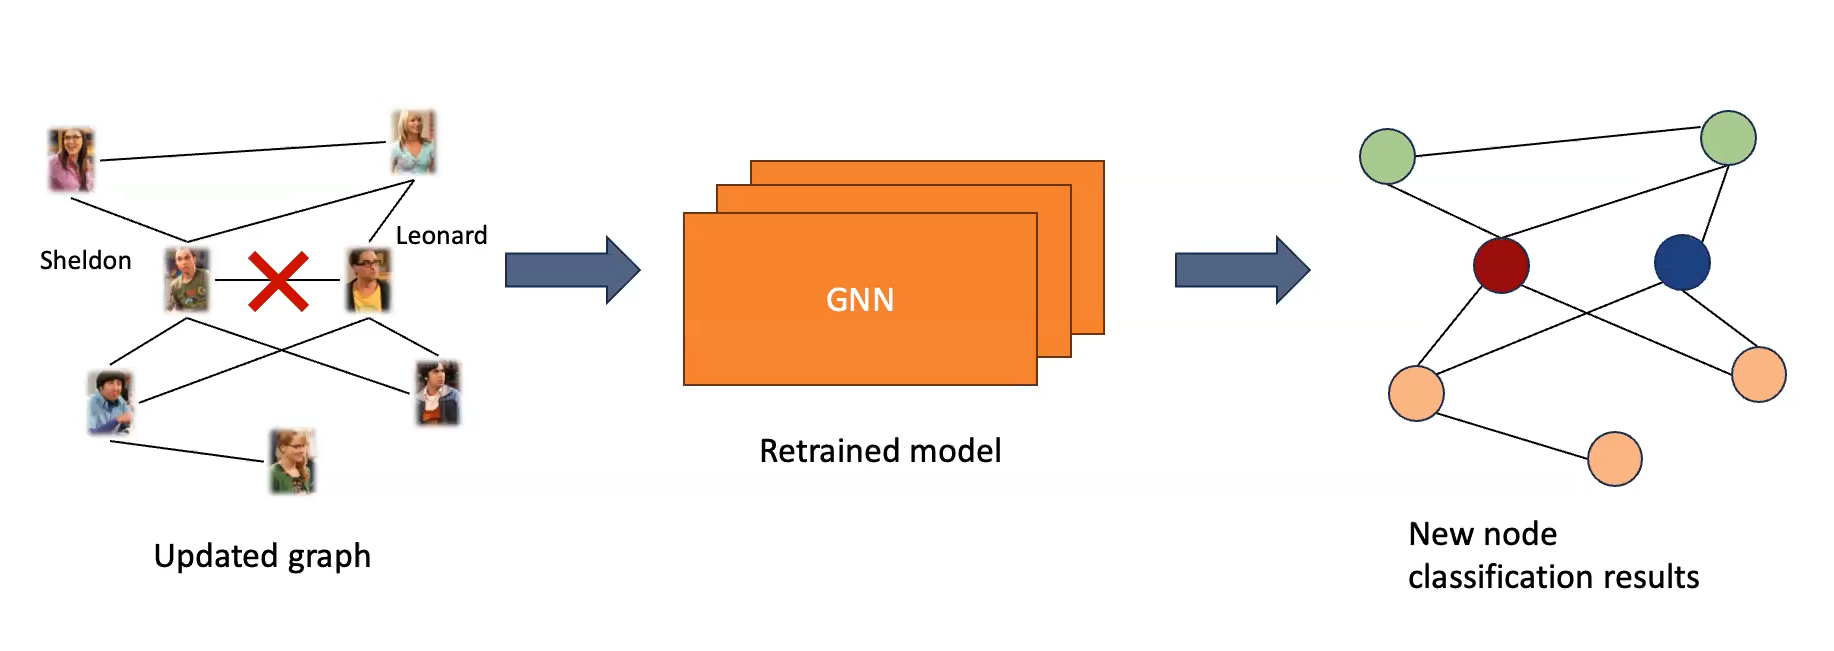 Sheldon
Leonard
Updated graph
GNN
Retrained model
New node
classification results